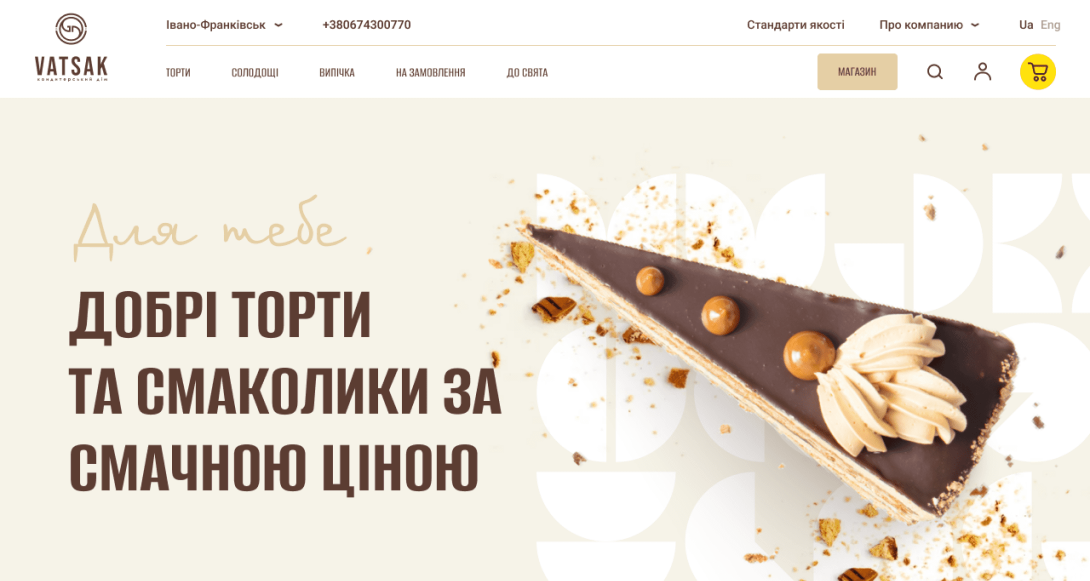 Івано-Франківськ
+380674300770
Стандарти якості
Про компанию
Ua Eng
VATSAK
кондитерський дім
ТОРТИ
СОЛОДОЩІ
ВИПІЧКА
НА ЗАМОВЛЕННЯ
ДО СВЯТА
МАГАЗИН
Для тебе
ДОБРІ ТОРТИ
ТА СМАКОЛИКИ ЗА
СМАЧНОЮ ЦІНОЮ